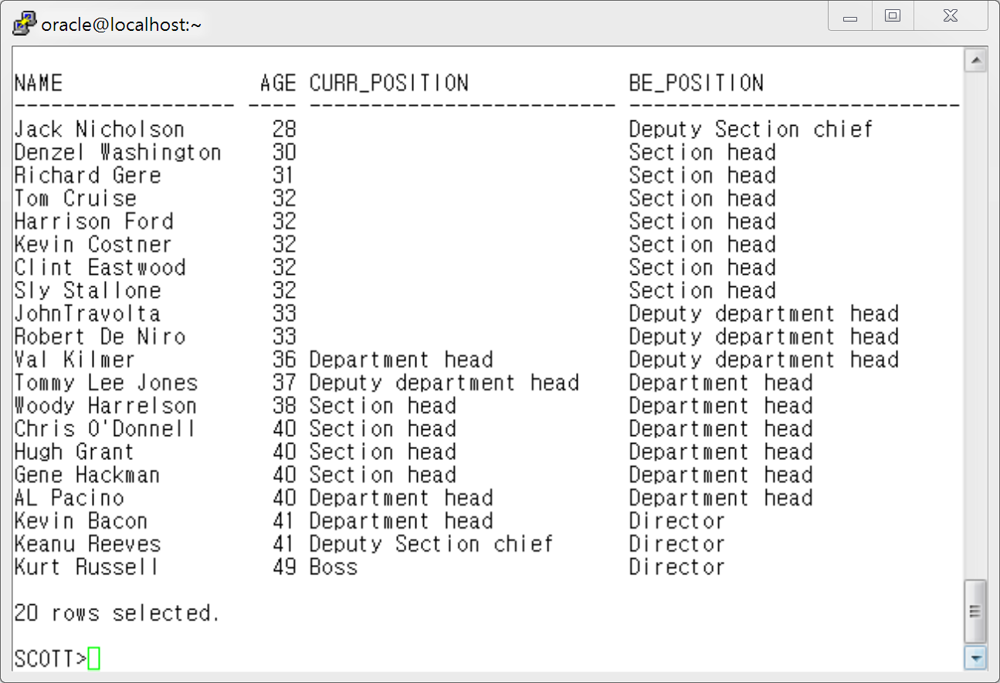 oracle@localhost:~
NAME                AGE CURR_POSITION             BE_POSITION
------------------ ---- ------------------------- ---------------------------
Jack Nicholson       28                           Deputy Section chief
Denzel Washington    30                           Section head
Richard Gere         31                           Section head
Tom Cruise           32                           Section head
Harrison Ford        32                           Section head
Kevin Costner        32                           Section head
Clint Eastwood       32                           Section head
Sly Stallone         32                           Section head
JohnTravolta         33                           Deputy department head
Robert De Niro       33                           Deputy department head
Val Kilmer           36 Department head           Deputy department head
Tommy Lee Jones      37 Deputy department head    Department head
Woody Harrelson      38 Section head              Department head
Chris O'Donnell      40 Section head              Department head
Hugh Grant           40 Section head              Department head
Gene Hackman         40 Section head              Department head
AL Pacino            40 Department head           Department head
Kevin Bacon          41 Department head           Director
Keanu Reeves         41 Deputy Section chief      Director
Kurt Russell         49 Boss                      Director
20 rows selected.
SCOTT>